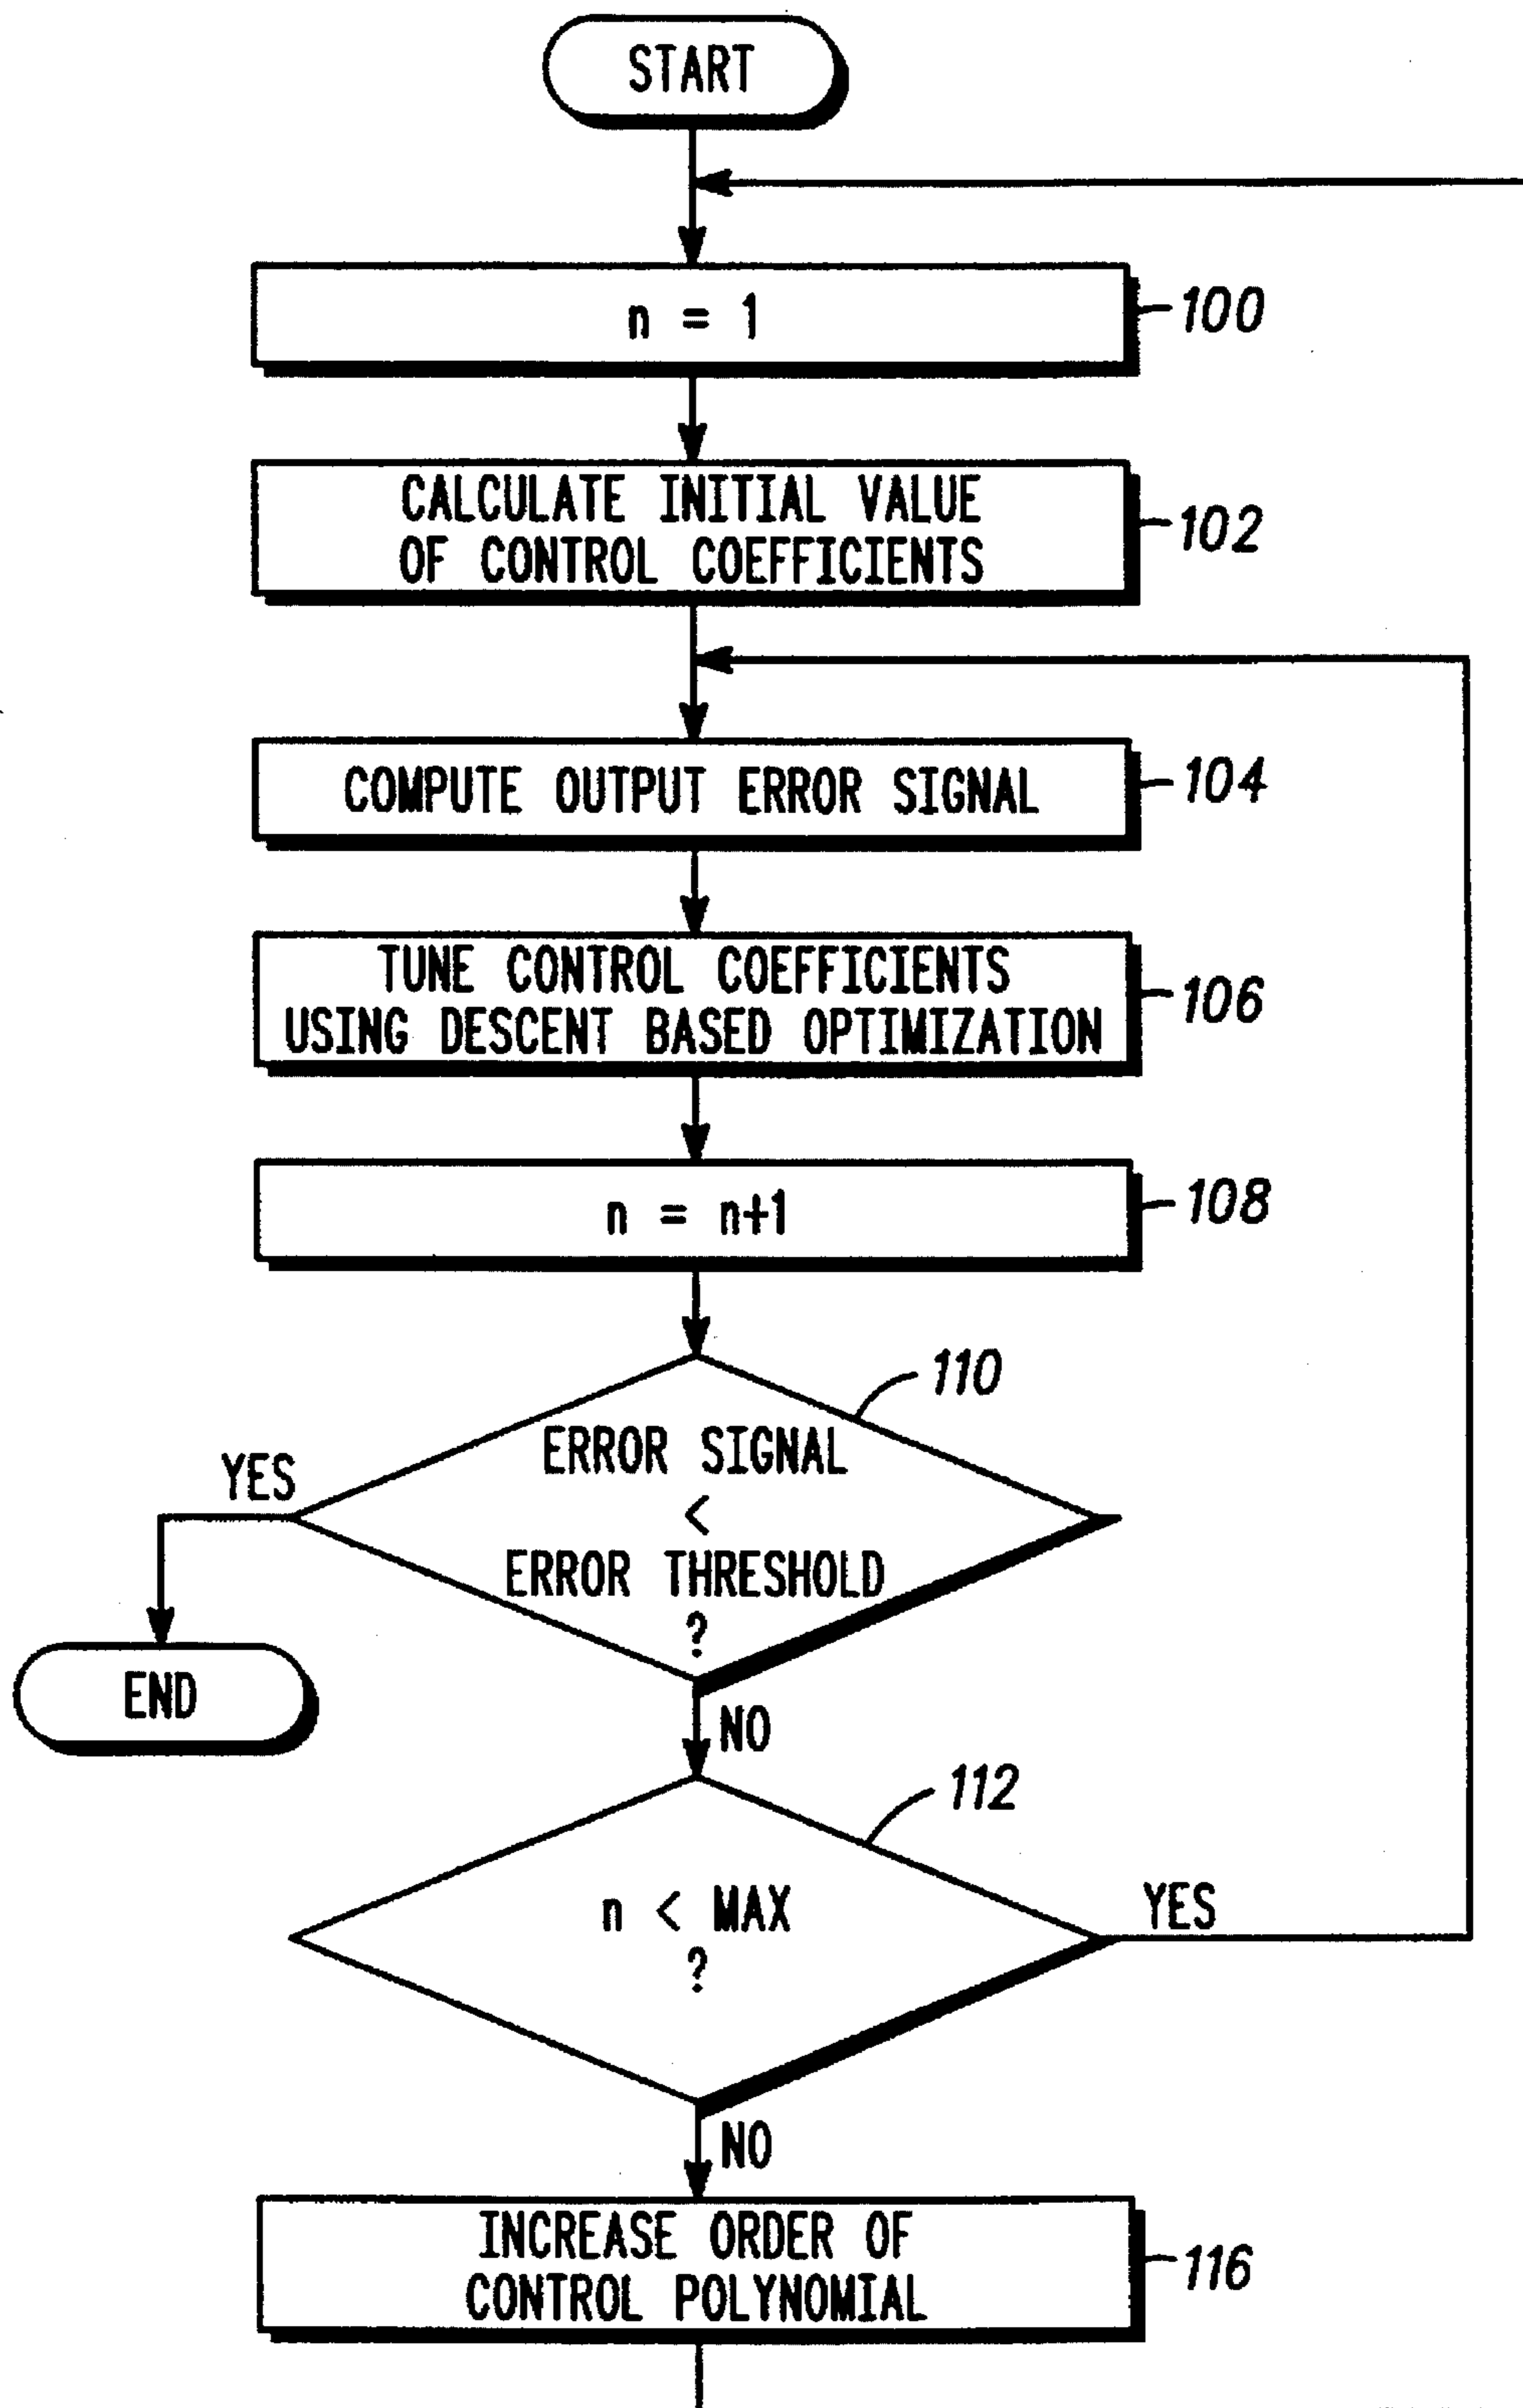 START
n = 1
100
CALCULATE INITIAL VALUE
OF CONTROL COEFFICIENTS
102
COMPUTE OUTPUT ERROR SIGNAL
104
TUNE CONTROL COEFFICIENTS
USING DESCENT BASED OPTIMIZATION
106
n = n+1
108
110
ERROR SIGNAL
<
ERROR THRESHOLD
?
YES
END
NO
112
n < MAX
?
YES
NO
INCREASE ORDER OF
CONTROL POLYNOMIAL
116